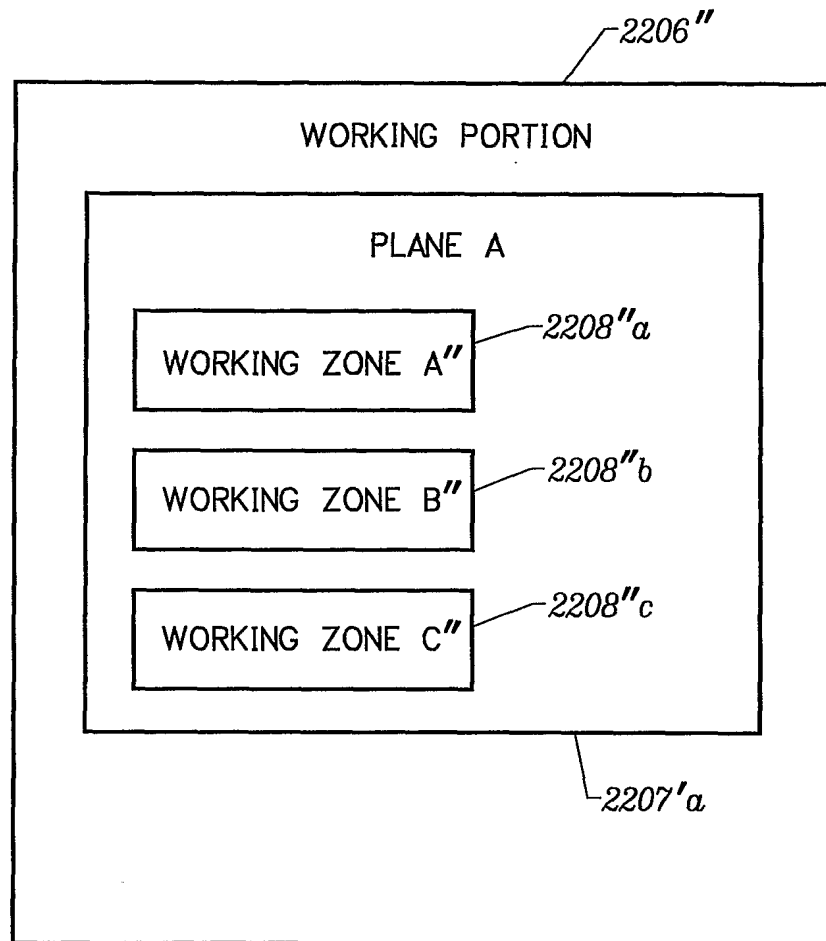 2206"
WORKING PORTION
PLANE A
2208"a
WORKING ZONE A"
2208"b
WORKING ZONE B"
2208"c
WORKING ZONE C"
2207'a